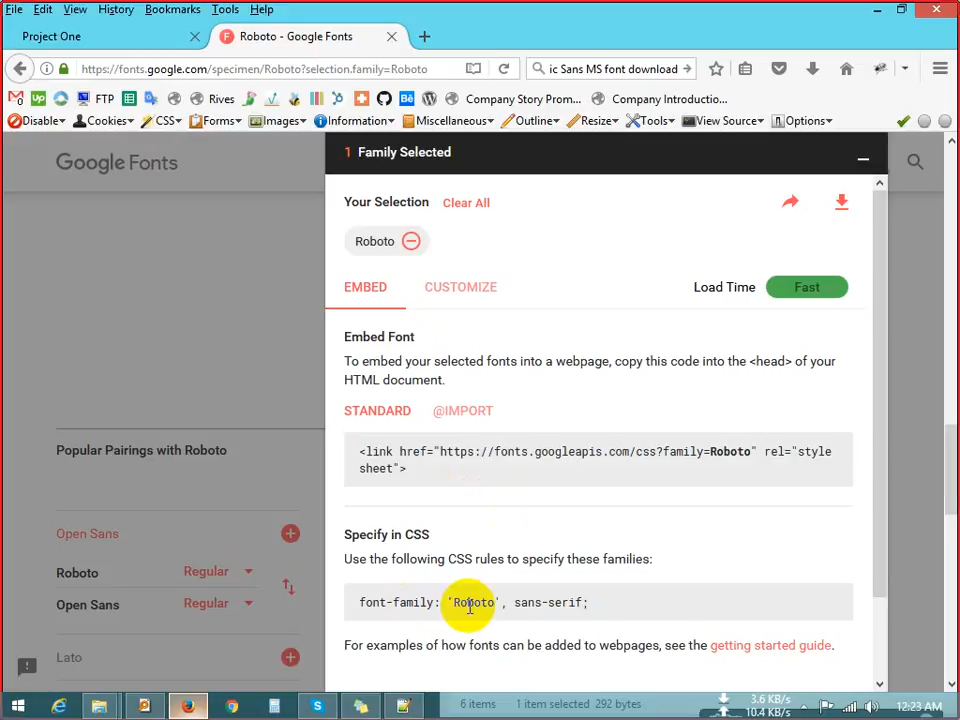 File Edit View History Bookmarks Tools Help
Project One
Roboto - Google Fonts
https://fonts.google.com/specimen/Roboto?selection.family=Roboto
ic Sans MS font download
FTP
Rives
Company Story Prom...
Company Introductio...
Disable
Cookies
CSS
Forms
Images
Information
Miscellaneous
Outline
Resize
Tools
View Source
Options
Google Fonts
1 Family Selected
Your Selection Clear All
Roboto
EMBED CUSTOMIZE
Load Time Fast
Embed Font
To embed your selected fonts into a webpage, copy this code into the <head> of your
HTML document.
STANDARD @IMPORT
<link href="https://fonts.googleapis.com/css?family=Roboto" rel="style
sheet">
Specify in CSS
Use the following CSS rules to specify these families:
font-family: 'Roboto', sans-serif;
For examples of how fonts can be added to webpages, see the getting started guide.
Popular Pairings with Roboto
Open Sans
Roboto Regular
Open Sans Regular
Lato
6 items 1 item selected 292 bytes
3.6 KB/s
10.4 KB/s
12:23 AM